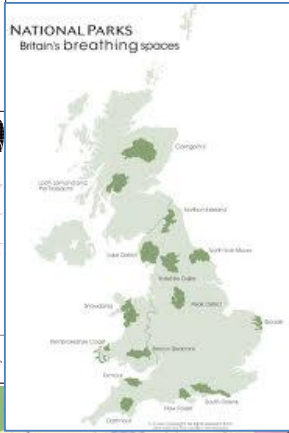 NATIONAL PARKS
Britain's breathing spaces
Cairngorms
Loch Lomond and
the Trossachs
Northumberland
Lake District
North York Moors
Yorkshire Dales
Snowdonia
Peak District
Broads
Pembrokeshire Coast
Brecon Beacons
Exmoor
South Downs
New Forest
Dartmoor